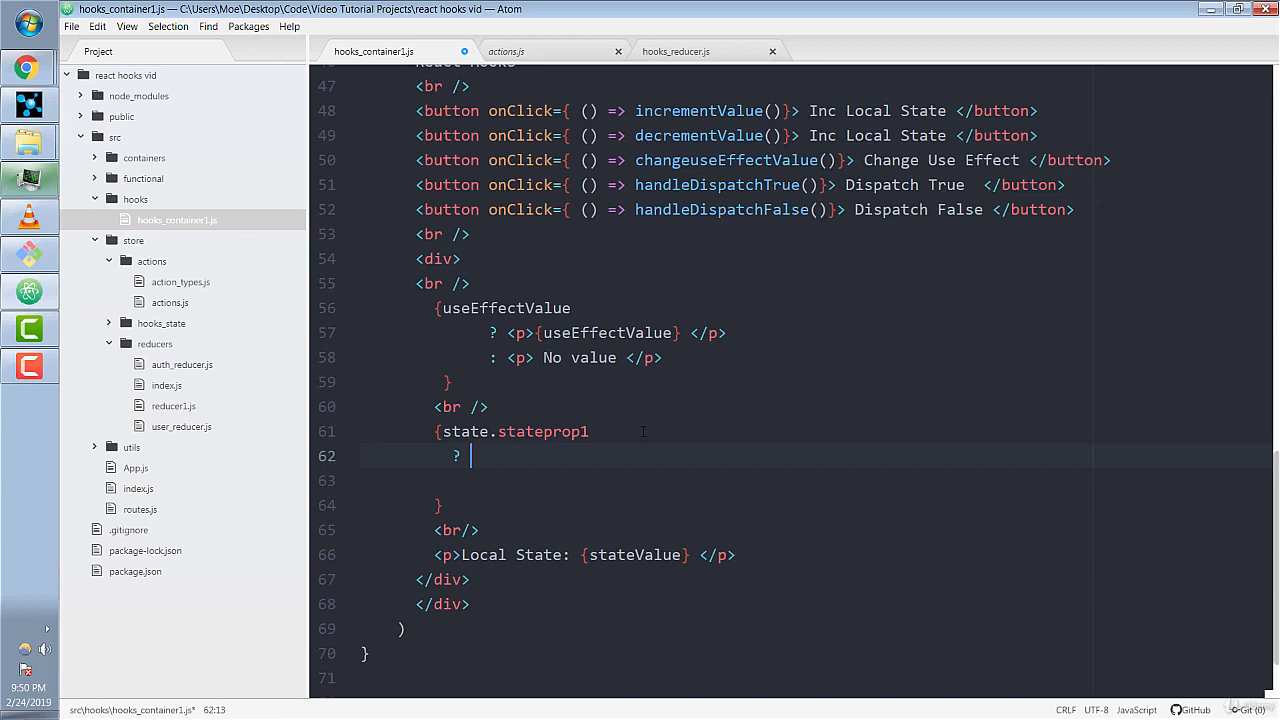 hooks_container1.js — C:\Users\Moe\Desktop\Code\Video Tutorial Projects\react hooks vid — Atom
File Edit View Selection Find Packages Help
Project
hooks_container1.js
actions.js
hooks_reducer.js
react hooks vid
node_modules
public
src
containers
functional
hooks
hooks_container1.js
store
actions
action_types.js
actions.js
hooks_state
reducers
auth_reducer.js
index.js
reducer1.js
user_reducer.js
utils
App.js
index.js
routes.js
.gitignore
package-lock.json
package.json
React Hooks
47 <br />
48 <button onClick={ () => incrementValue()}> Inc Local State </button>
49 <button onClick={ () => decrementValue()}> Inc Local State </button>
50 <button onClick={ () => changeuseEffectValue()}> Change Use Effect </button>
51 <button onClick={ () => handleDispatchTrue()}> Dispatch True  </button>
52 <button onClick={ () => handleDispatchFalse()}> Dispatch False </button>
53 <br />
54 <div>
55 <br />
56 {useEffectValue
57 ? <p>{useEffectValue} </p>
58 : <p> No value </p>
59 }
60 <br />
61 {state.stateprop1
62 ?
63
64 }
65 <br/>
66 <p>Local State: {stateValue} </p>
67 </div>
68 </div>
69 )
70 }
71
9:50 PM
2/24/2019
src\hooks\hooks_container1.js* 62:13
CRLF UTF-8 JavaScript GitHub Git (0)